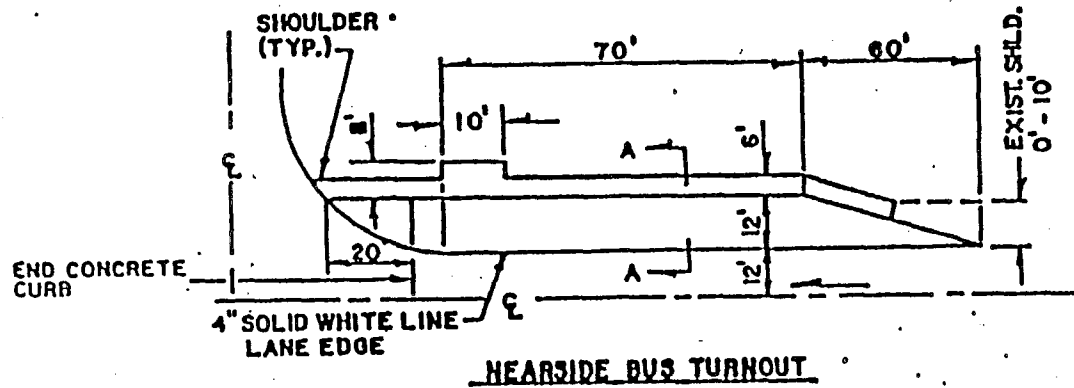 SHOULDER
(TYP.)
70'
60'
EXIST. SHLD.
0' - 10'
8'
10'
A
6'
℄
12'
20
A
12'
END CONCRETE
CURB
℄
4" SOLID WHITE LINE
LANE EDGE
NEARSIDE BUS TURNOUT